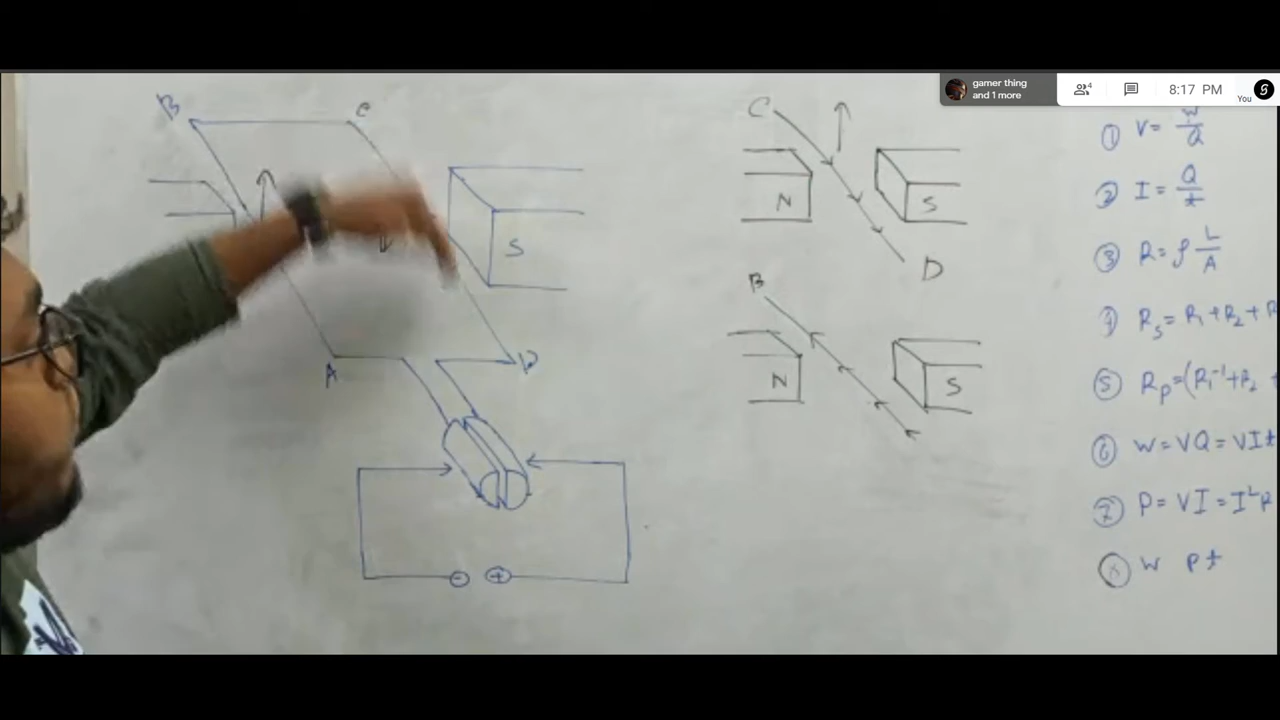 gamer thing
and 1 more
4
8:17 PM
You
B
C
S
A
D
C
N
S
D
B
N
S
- +
① V= W/Q
② I = Q/t
③ R = ρ L/A
④ Rs = R1 + R2 +
⑤ Rp = (R1⁻¹ + R2
⑥ W = VQ = VIt
⑦ P = VI = I²R
W pt